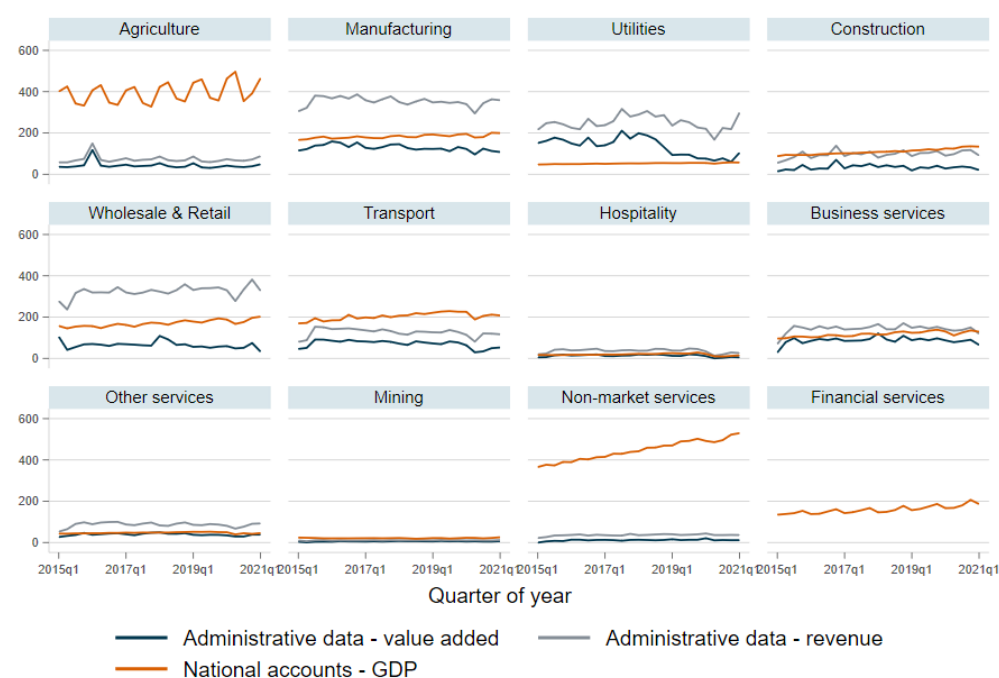 Agriculture Manufacturing Utilities Construction
600
400
200
0
Wholesale & Retail Transport Hospitality Business services
600
400
200
0
Other services Mining Non-market services Financial services
600
400
200
0
2015q1 2017q1 2019q1 2021q1 2015q1 2017q1 2019q1 2021q1 2015q1 2017q1 2019q1 2021q1 2015q1 2017q1 2019q1 2021q1
Quarter of year
Administrative data - value added Administrative data - revenue
National accounts - GDP